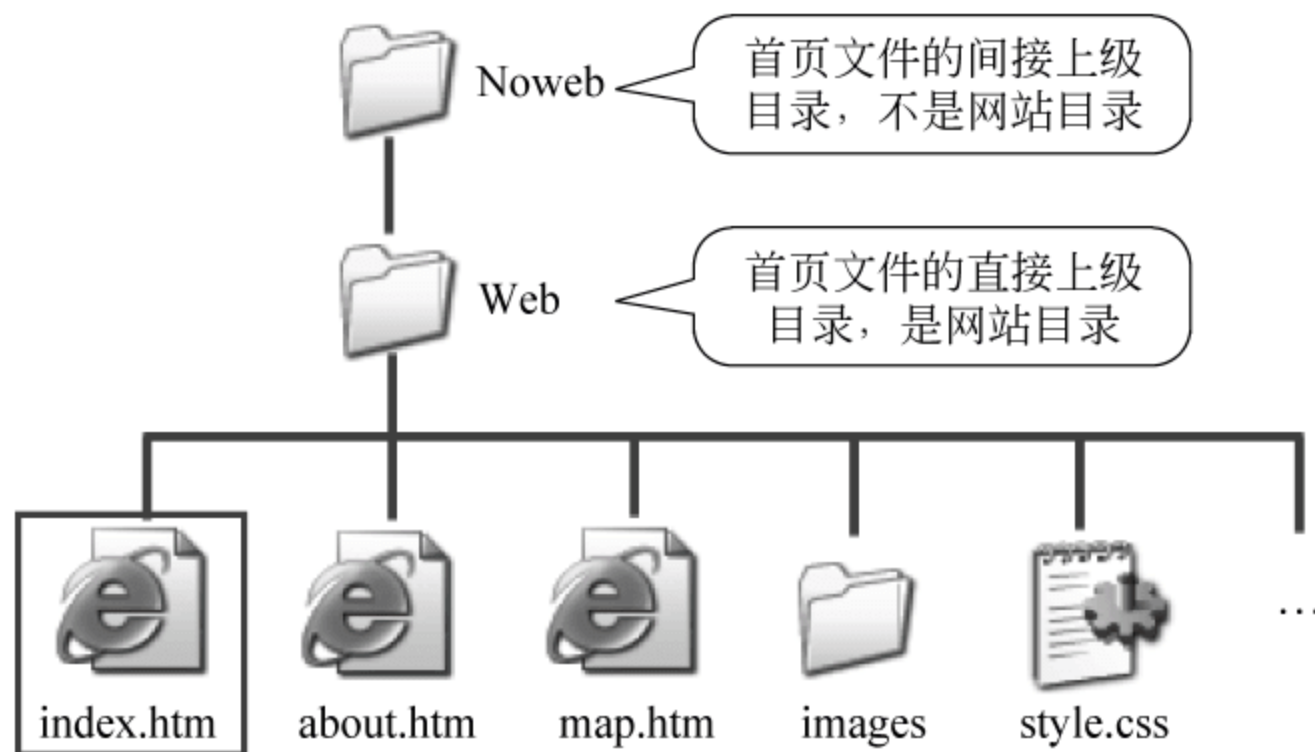 Noweb
首页文件的间接上级
目录，不是网站目录
Web
首页文件的直接上级
目录，是网站目录
index.htm
about.htm
map.htm
images
style.css
…